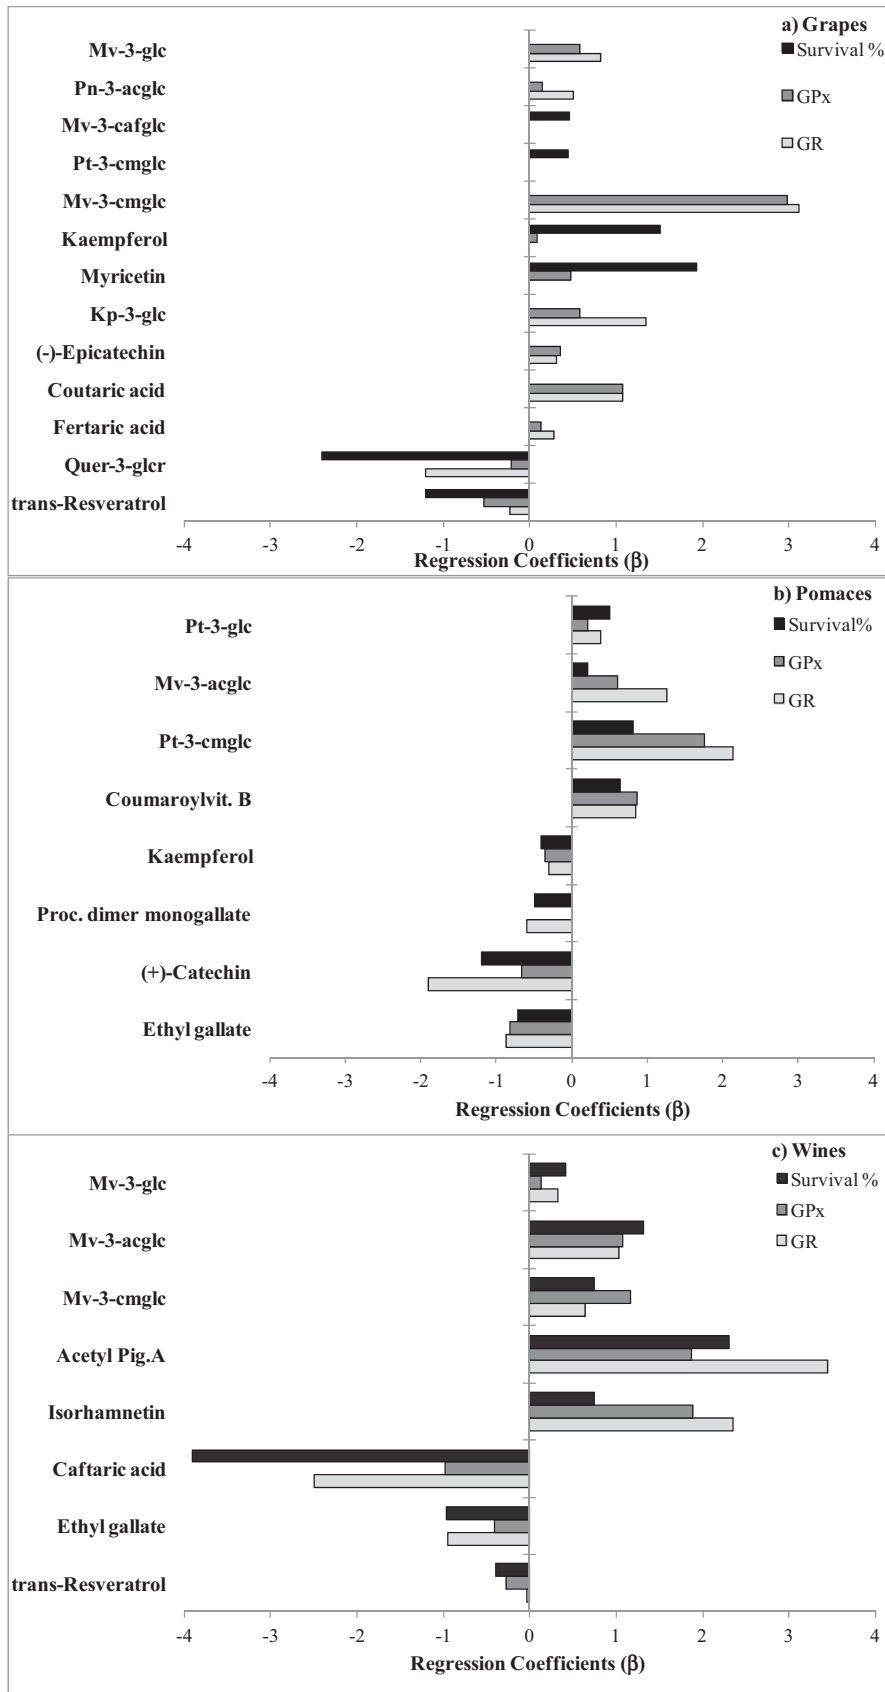 a) Grapes
Survival %
GPx
GR
Mv-3-glc
Pn-3-acglc
Mv-3-cafglc
Pt-3-cmglc
Mv-3-cmglc
Kaempferol
Myricetin
Kp-3-glc
(-)-Epicatechin
Coutaric acid
Fertaric acid
Quer-3-glcr
trans-Resveratrol
-4 -3 -2 -1 0 1 2 3 4
Regression Coefficients (β)
b) Pomaces
Survival%
GPx
GR
Pt-3-glc
Mv-3-acglc
Pt-3-cmglc
Coumaroylvit. B
Kaempferol
Proc. dimer monogallate
(+)-Catechin
Ethyl gallate
-4 -3 -2 -1 0 1 2 3 4
Regression Coefficients (β)
c) Wines
Survival %
GPx
GR
Mv-3-glc
Mv-3-acglc
Mv-3-cmglc
Acetyl Pig.A
Isorhamnetin
Caftaric acid
Ethyl gallate
trans-Resveratrol
-4 -3 -2 -1 0 1 2 3 4
Regression Coefficients (β)